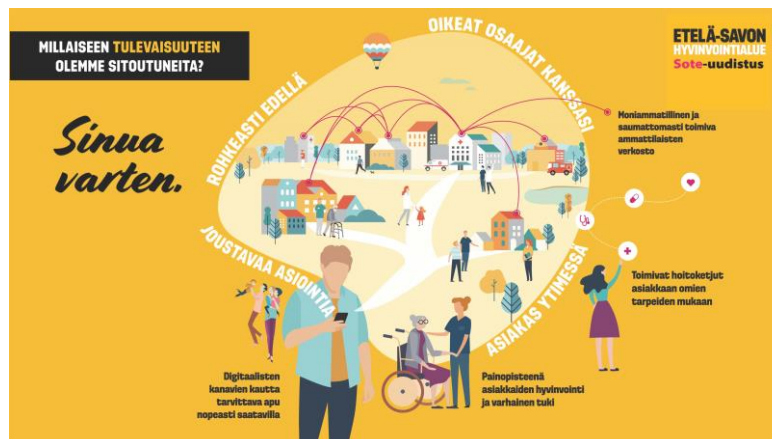 MILLAISEEN TULEVAISUUTEEN
OLEMME SITOUTUNEITA?
Sinua
varten.
ROHKEASTI EDELLÄ
OIKEAT OSAAJAT KANSSASI
ETELÄ-SAVON
HYVINVOINTIALUE
Sote-uudistus
Moniammatillinen ja
saumattomasti toimiva
ammattilaisten
verkosto
JOUSTAVAA ASIOINTIA
ASIAKAS YTIMESSÄ
Toimivat hoitoketjut
asiakkaan omien
tarpeiden mukaan
Digitaalisten
kanavien kautta
tarvittava apu
nopeasti saatavilla
Painopisteenä
asiakkaiden hyvinvointi
ja varhainen tuki